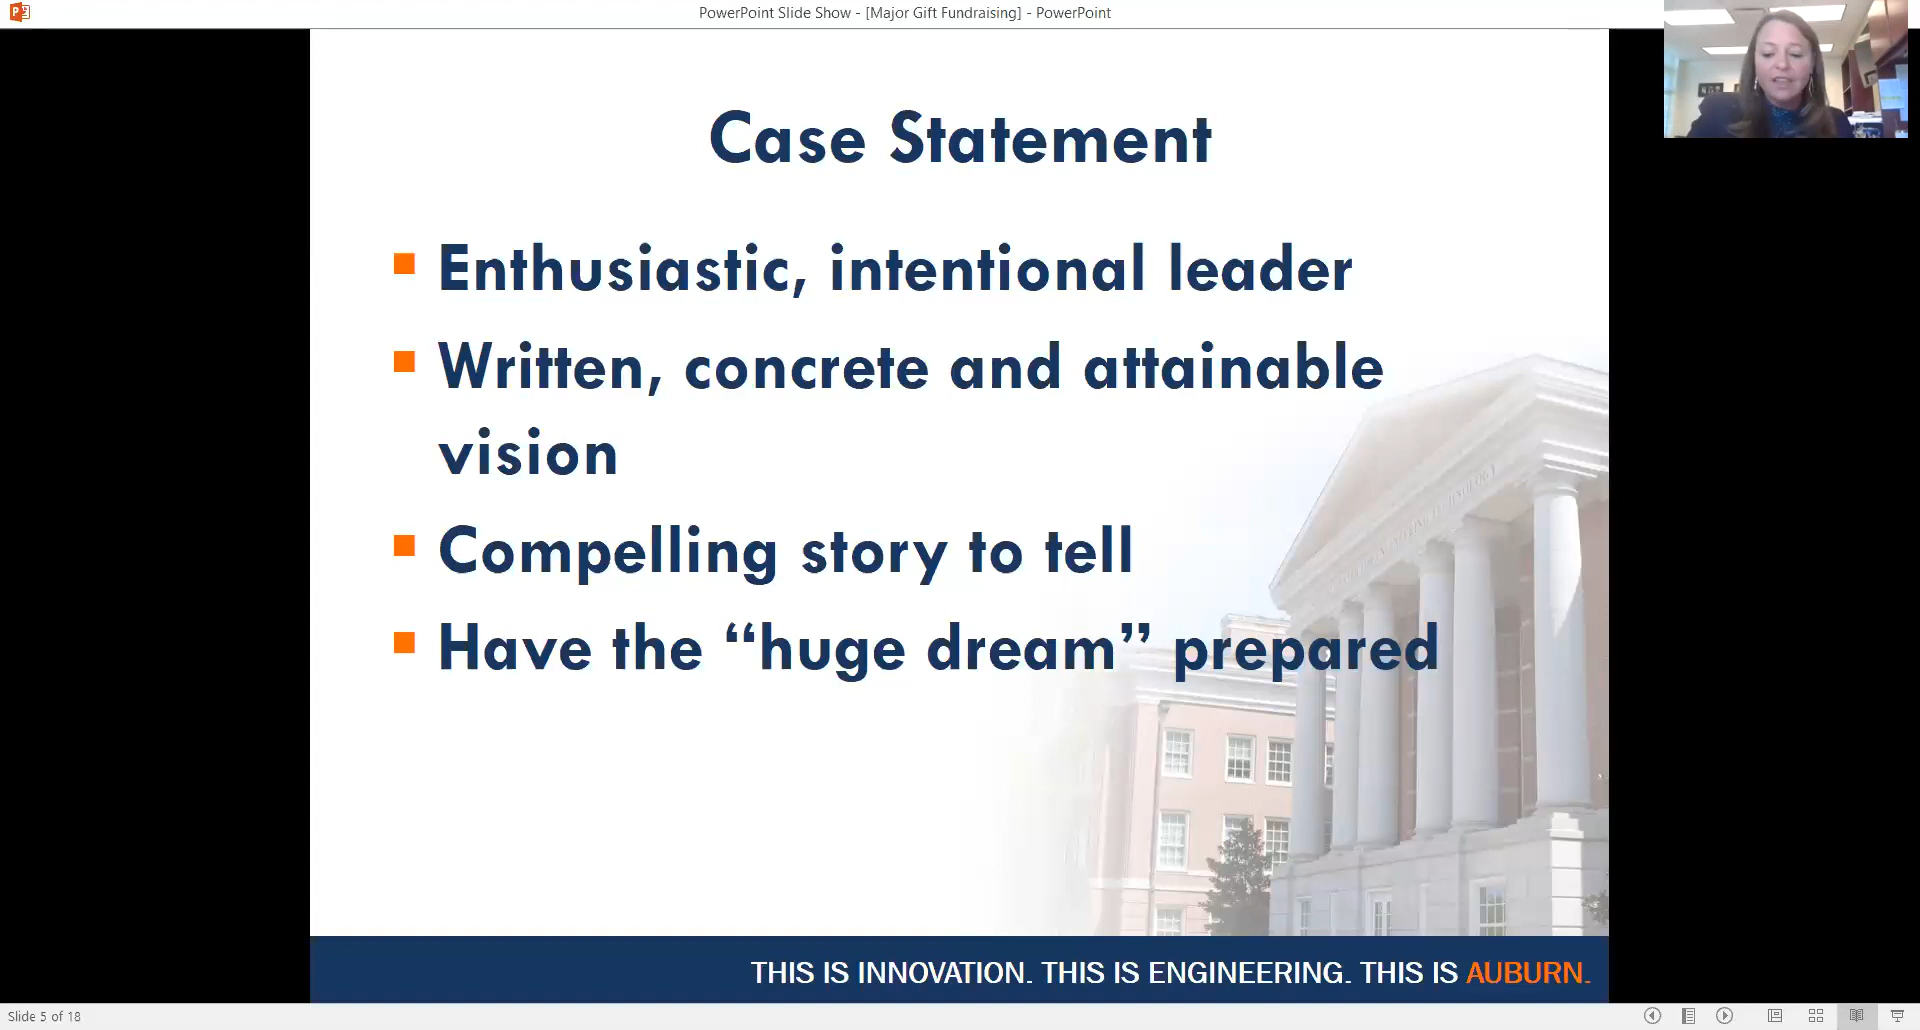 PowerPoint Slide Show - [Major Gift Fundraising] - PowerPoint
Case Statement
Enthusiastic, intentional leader
Written, concrete and attainable
vision
Compelling story to tell
Have the “huge dream” prepared
THIS IS INNOVATION. THIS IS ENGINEERING. THIS IS AUBURN.
Slide 5 of 18